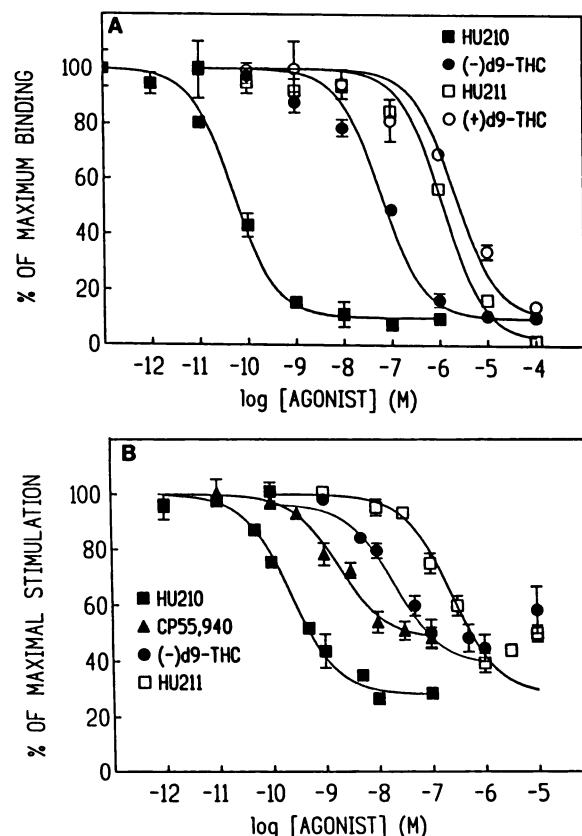 A
HU210
(-)d9-THC
HU211
(+)d9-THC
% OF MAXIMUM BINDING
100
80
60
40
20
0
-12 -11 -10 -9 -8 -7 -6 -5 -4
log [AGONIST] (M)
B
% OF MAXIMAL STIMULATION
100
80
60
40
20
0
HU210
CP55,940
(-)d9-THC
HU211
-12 -11 -10 -9 -8 -7 -6 -5
log [AGONIST] (M)